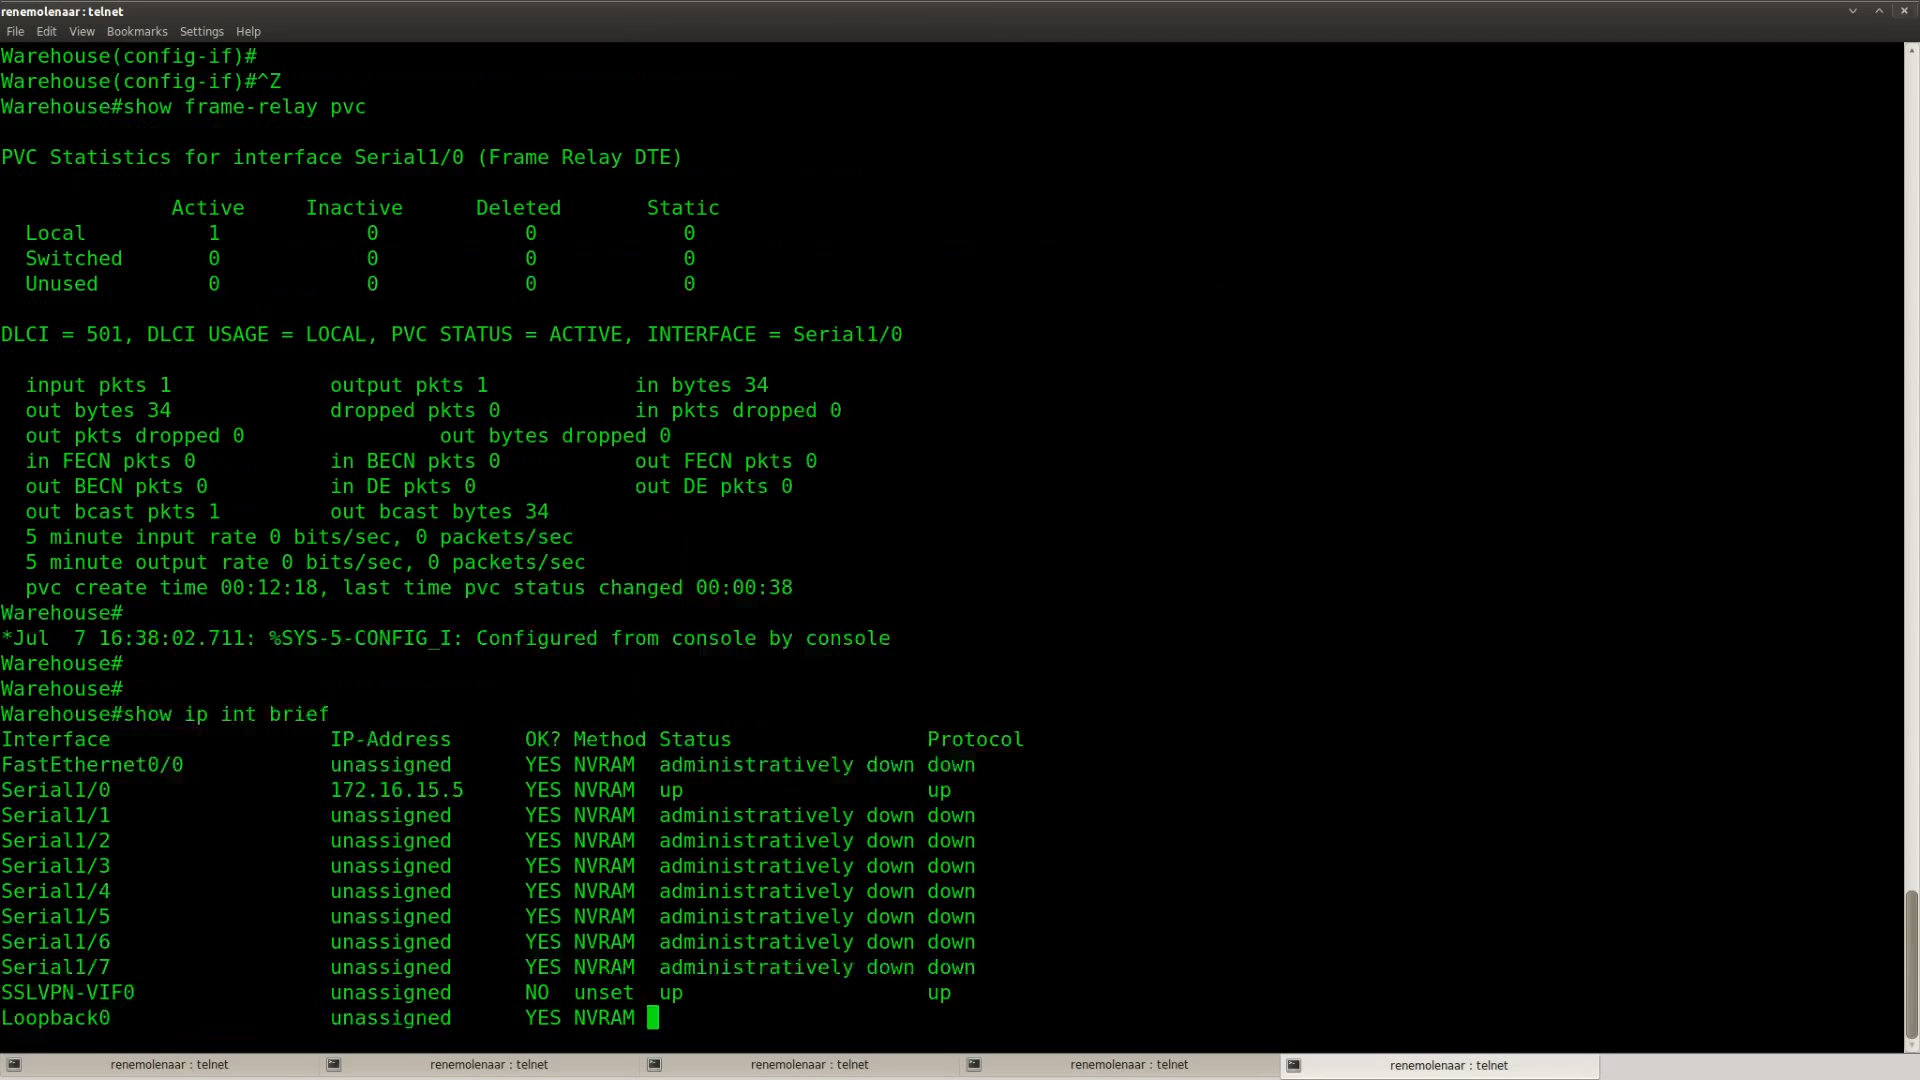 renemolenaar : telnet
File Edit View Bookmarks Settings Help
Warehouse(config-if)#
Warehouse(config-if)#^Z
Warehouse#show frame-relay pvc
PVC Statistics for interface Serial1/0 (Frame Relay DTE)
Active Inactive Deleted Static
Local 1 0 0 0
Switched 0 0 0 0
Unused 0 0 0 0
DLCI = 501, DLCI USAGE = LOCAL, PVC STATUS = ACTIVE, INTERFACE = Serial1/0
input pkts 1 output pkts 1 in bytes 34
out bytes 34 dropped pkts 0 in pkts dropped 0
out pkts dropped 0 out bytes dropped 0
in FECN pkts 0 in BECN pkts 0 out FECN pkts 0
out BECN pkts 0 in DE pkts 0 out DE pkts 0
out bcast pkts 1 out bcast bytes 34
5 minute input rate 0 bits/sec, 0 packets/sec
5 minute output rate 0 bits/sec, 0 packets/sec
pvc create time 00:12:18, last time pvc status changed 00:00:38
Warehouse#
*Jul  7 16:38:02.711: %SYS-5-CONFIG_I: Configured from console by console
Warehouse#
Warehouse#
Warehouse#show ip int brief
Interface IP-Address OK? Method Status Protocol
FastEthernet0/0 unassigned YES NVRAM administratively down down
Serial1/0 172.16.15.5 YES NVRAM up up
Serial1/1 unassigned YES NVRAM administratively down down
Serial1/2 unassigned YES NVRAM administratively down down
Serial1/3 unassigned YES NVRAM administratively down down
Serial1/4 unassigned YES NVRAM administratively down down
Serial1/5 unassigned YES NVRAM administratively down down
Serial1/6 unassigned YES NVRAM administratively down down
Serial1/7 unassigned YES NVRAM administratively down down
SSLVPN-VIF0 unassigned NO unset up up
Loopback0 unassigned YES NVRAM
renemolenaar : telnet renemolenaar : telnet renemolenaar : telnet renemolenaar : telnet renemolenaar : telnet